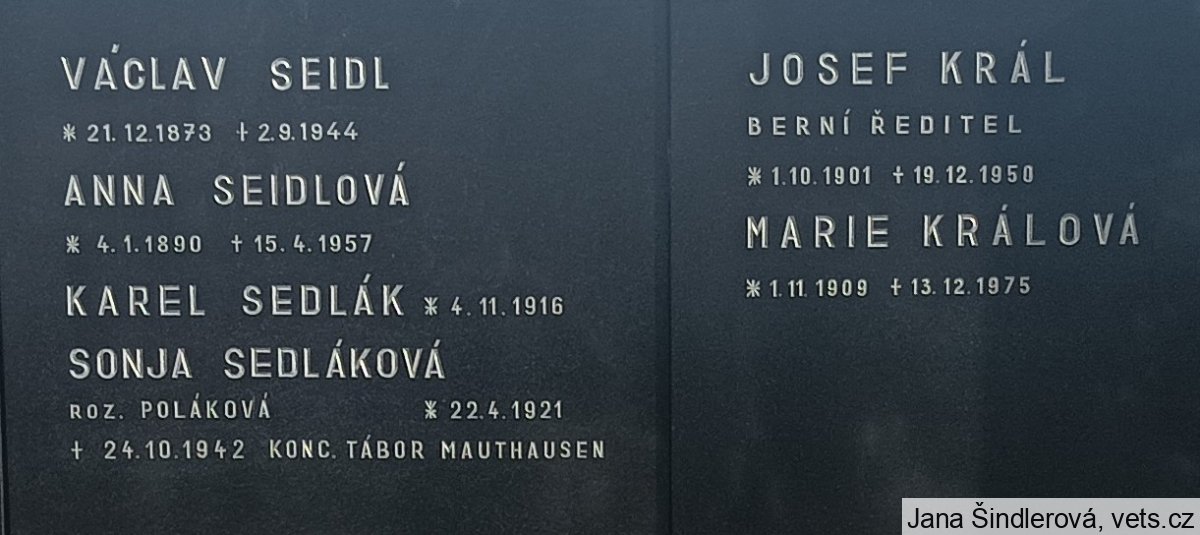 VÁCLAV SEIDL
* 21.12.1873 † 2.9.1944
ANNA SEIDLOVÁ
* 4.1.1890 † 15.4.1957
KAREL SEDLÁK * 4.11.1916
SONJA SEDLÁKOVÁ
ROZ. POLÁKOVÁ * 22.4.1921
† 24.10.1942 KONC. TÁBOR MAUTHAUSEN
JOSEF KRÁL
BERNÍ ŘEDITEL
* 1.10.1901 † 19.12.1950
MARIE KRÁLOVÁ
* 1.11.1909 † 13.12.1975
Jana Šindlerová, vets.cz